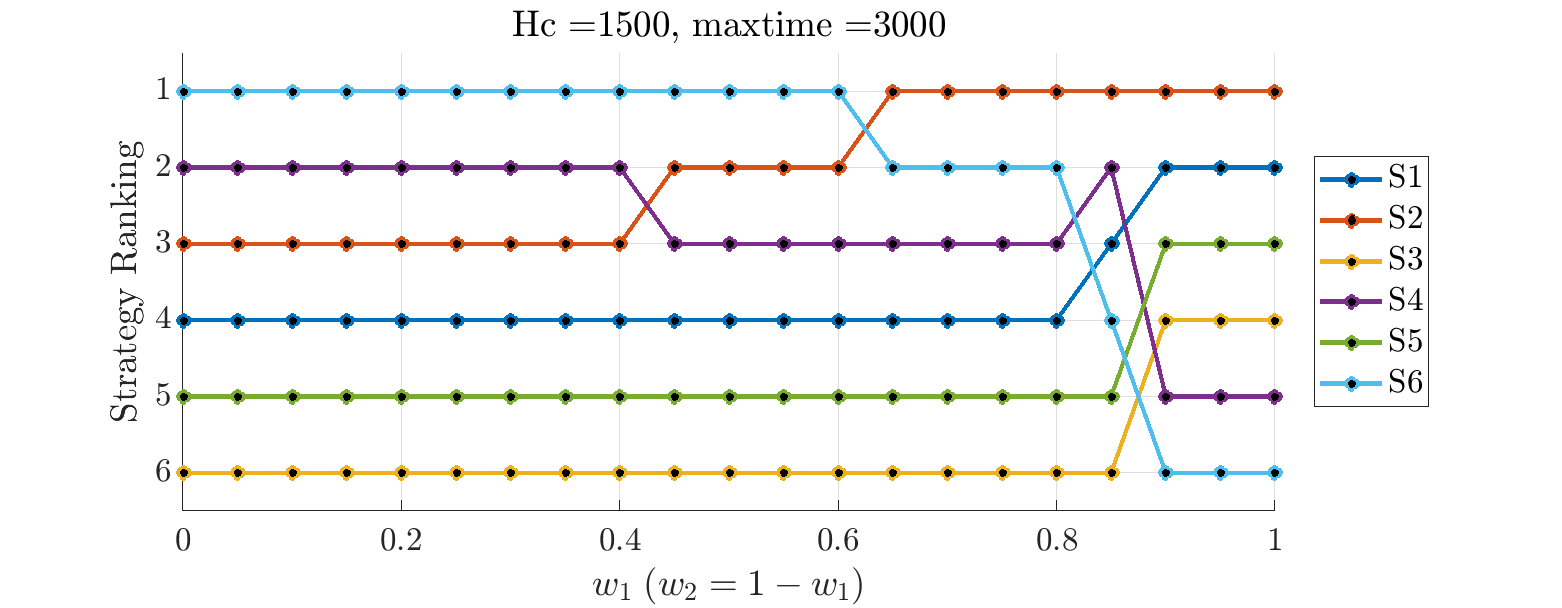 Hc =1500, maxtime =3000
Strategy Ranking
1
2
3
4
5
6
0 0.2 0.4 0.6 0.8 1
w₁ (w₂ = 1 − w₁)
S1
S2
S3
S4
S5
S6